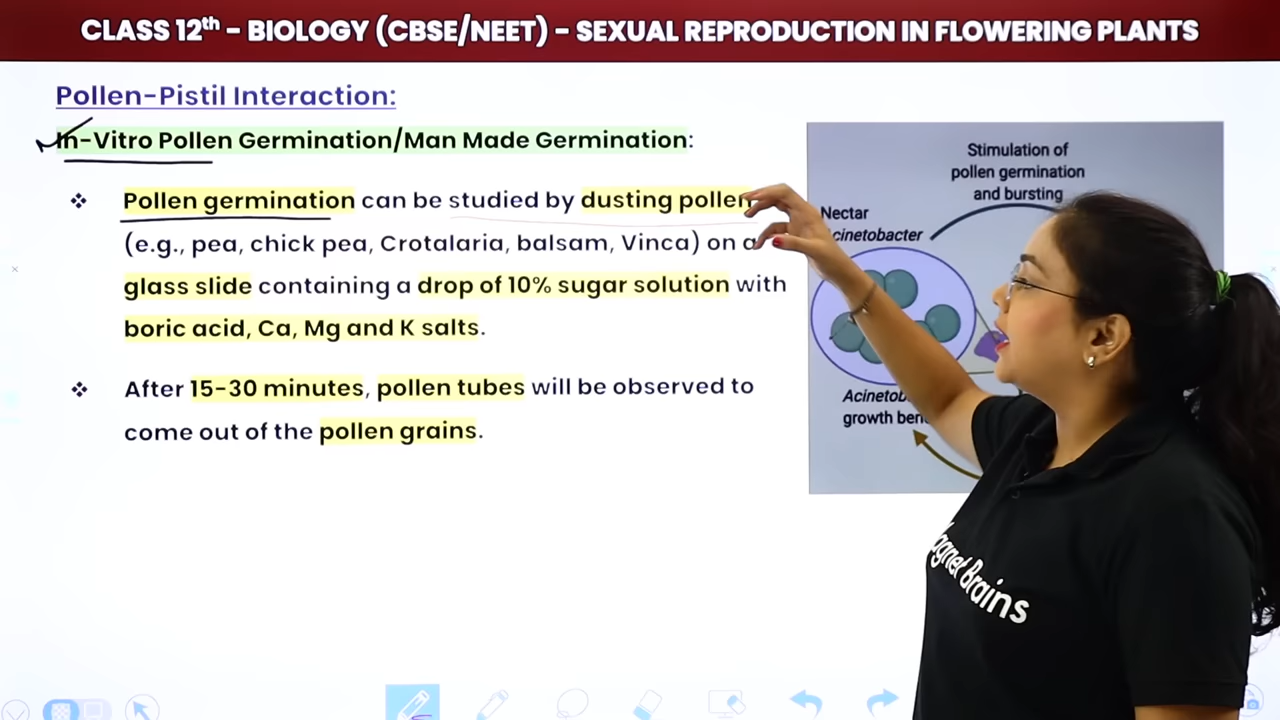 CLASS 12th – BIOLOGY (CBSE/NEET) – SEXUAL REPRODUCTION IN FLOWERING PLANTS
Pollen-Pistil Interaction:
In-Vitro Pollen Germination/Man Made Germination:
Pollen germination can be studied by dusting pollen
(e.g., pea, chick pea, Crotalaria, balsam, Vinca) on a
glass slide containing a drop of 10% sugar solution with
boric acid, Ca, Mg and K salts.
After 15-30 minutes, pollen tubes will be observed to
come out of the pollen grains.
Stimulation of
pollen germination
and bursting
Nectar
growth
Brains